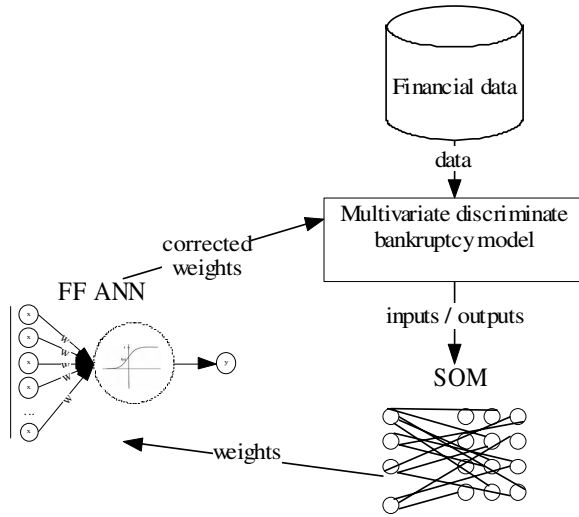 Financial data
data
Multivariate discriminate
bankruptcy model
corrected
weights
FF ANN
inputs / outputs
SOM
x
w
x
w
x
w
x
w
...
x
w
y
weights